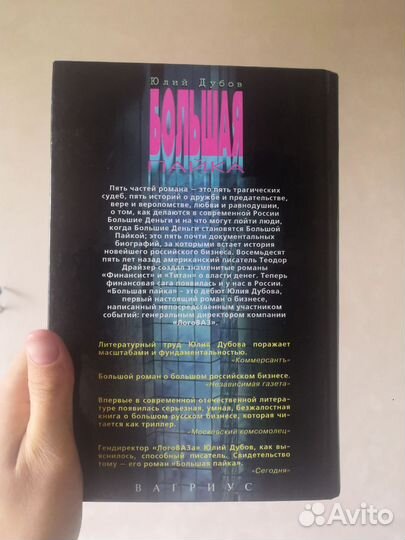 Юлий Дубов
БОЛЬШАЯ
ПАЙКА
Пять частей романа — это пять трагических
судеб, пять историй о дружбе и предательстве,
вере и вероломстве, любви и равнодушии,
о том, как делаются в современной России
Большие Деньги и на что могут пойти люди,
когда Большие Деньги становятся Большой
Пайкой; это пять почти документальных
биографий, за которыми встает история
новейшего российского бизнеса. Восемьдесят
пять лет назад американский писатель Теодор
Драйзер создал знаменитые романы
«Финансист» и «Титан» о власти денег. Теперь
финансовая сага появилась и у нас в России.
«Большая пайка» – это дебют Юлия Дубова,
первый настоящий роман о бизнесе,
написанный непосредственным участником
событий: генеральным директором компании
«ЛогоВАЗ».
Литературный труд Юлия Дубова поражает
масштабами и фундаментальностью.
«Коммерсантъ»
Большой роман о большом российском бизнесе.
«Независимая газета»
Впервые в современной отечественной литера-
туре появилась серьезная, умная, безжалостная
книга о большом русском бизнесе, которая чи-
тается как триллер.
«Московский комсомолец»
Гендиректор «ЛогоВАЗа» Юлий Дубов, как вы-
яснилось, способный писатель. Свидетельство
тому — его роман «Большая пайка».
«Сегодня»
ВАГРИУС
Avito